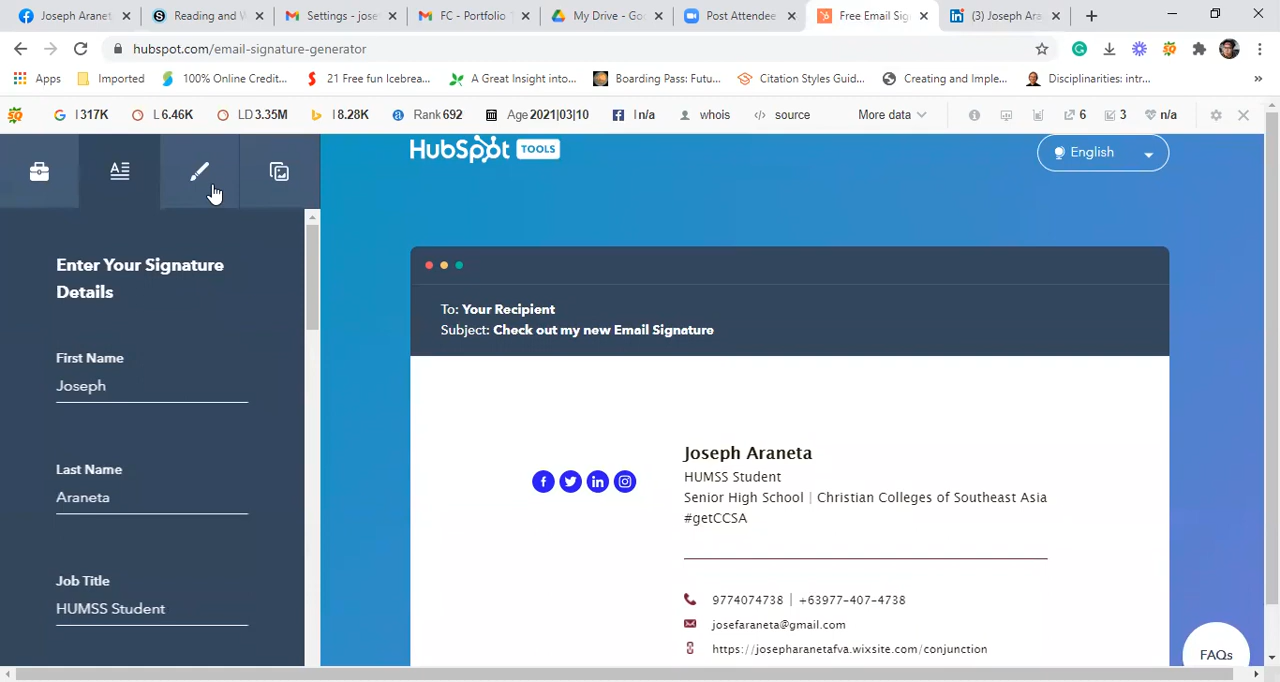 Joseph Araneta
Reading and W
Settings - jose
FC - Portfolio
My Drive - Goo
Post Attendee
Free Email Sig
(3) Joseph Ara
hubspot.com/email-signature-generator
Apps
Imported
100% Online Credit...
21 Free fun Icebrea...
A Great Insight into...
Boarding Pass: Futu...
Citation Styles Guid...
Creating and Imple...
Disciplinarities: intr...
»
I 317K
L 6.46K
LD 3.35M
I 8.28K
Rank 692
Age 2021|03|10
I n/a
whois
source
More data
6
3
n/a
HubSpot TOOLS
English
Enter Your Signature
Details
First Name
Joseph
Last Name
Araneta
Job Title
HUMSS Student
To: Your Recipient
Subject: Check out my new Email Signature
Joseph Araneta
HUMSS Student
Senior High School | Christian Colleges of Southeast Asia
#getCCSA
9774074738 | +63977-407-4738
josefaraneta@gmail.com
https://josepharanetafva.wixsite.com/conjunction
FAQs